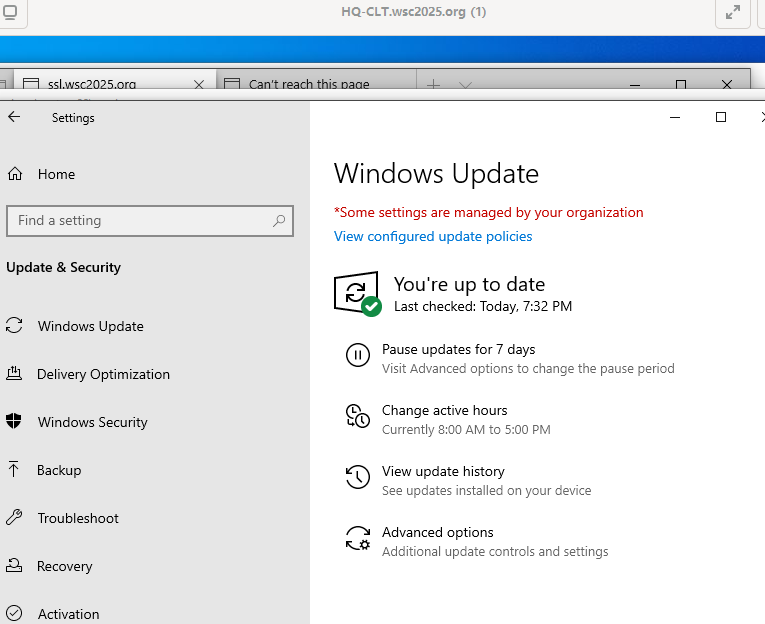 HQ-CLT.wsc2025.org (1)
ssl.wsc2025.org
Can't reach this page
Settings
Home
Find a setting
Update & Security
Windows Update
Delivery Optimization
Windows Security
Backup
Troubleshoot
Recovery
Activation
Windows Update
*Some settings are managed by your organization
View configured update policies
You're up to date
Last checked: Today, 7:32 PM
Pause updates for 7 days
Visit Advanced options to change the pause period
Change active hours
Currently 8:00 AM to 5:00 PM
View update history
See updates installed on your device
Advanced options
Additional update controls and settings